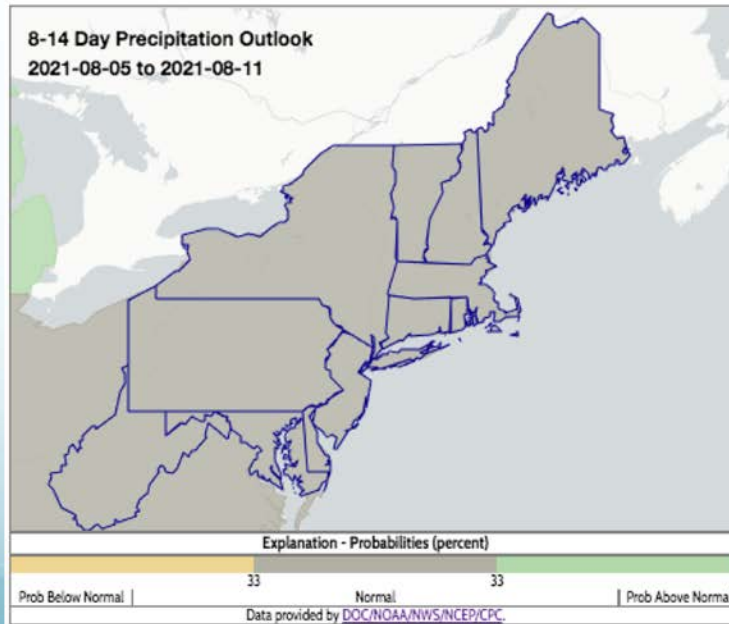 8-14 Day Precipitation Outlook
2021-08-05 to 2021-08-11
Explanation - Probabilities (percent)
33 33
Prob Below Normal Normal Prob Above Normal
Data provided by DOC/NOAA/NWS/NCEP/CPC.